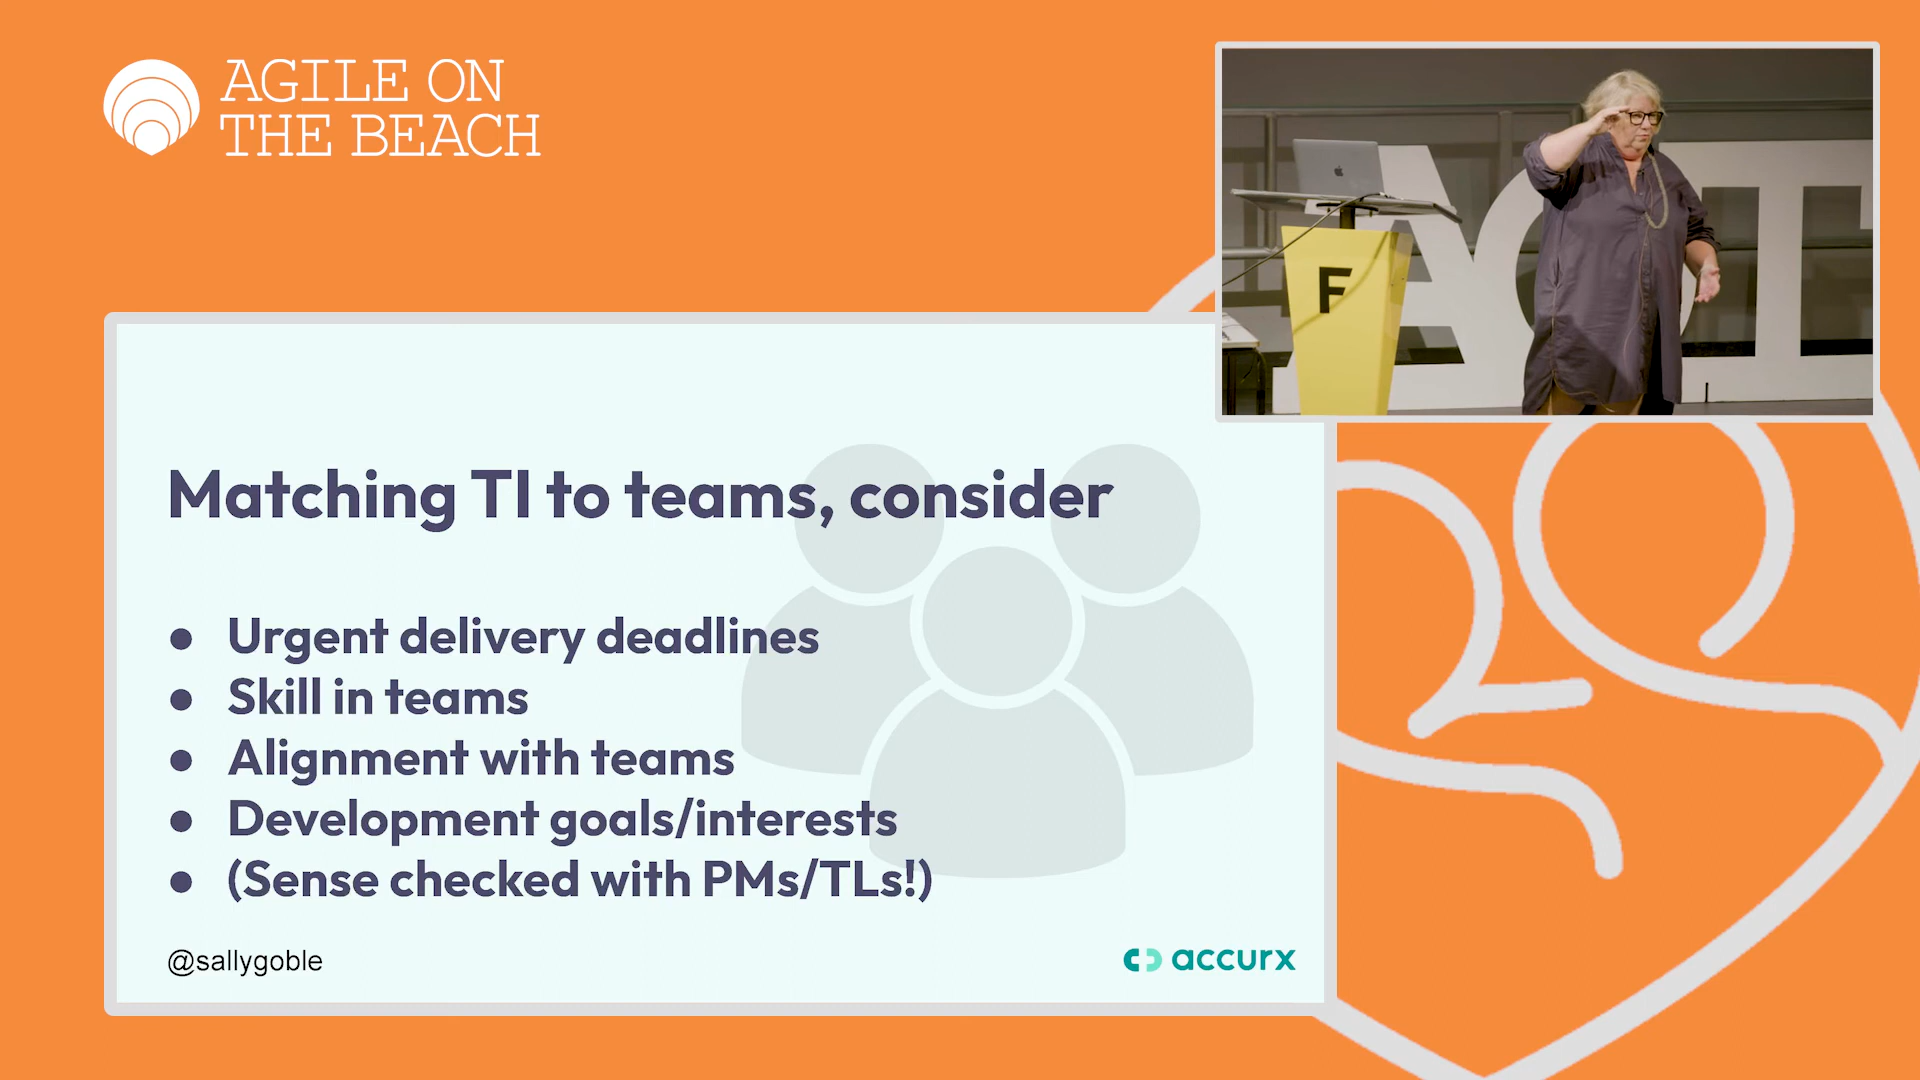 AGILE ON
THE BEACH
F
ACT
Matching TI to teams, consider
● Urgent delivery deadlines
● Skill in teams
● Alignment with teams
● Development goals/interests
● (Sense checked with PMs/TLs!)
@sallygoble
accurx